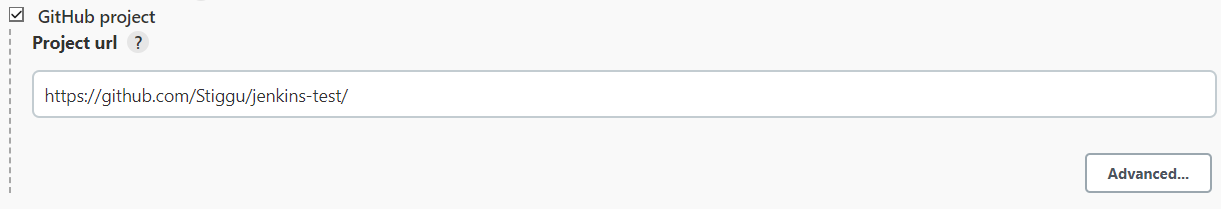 GitHub project
Project url ?
https://github.com/Stiggu/jenkins-test/
Advanced...